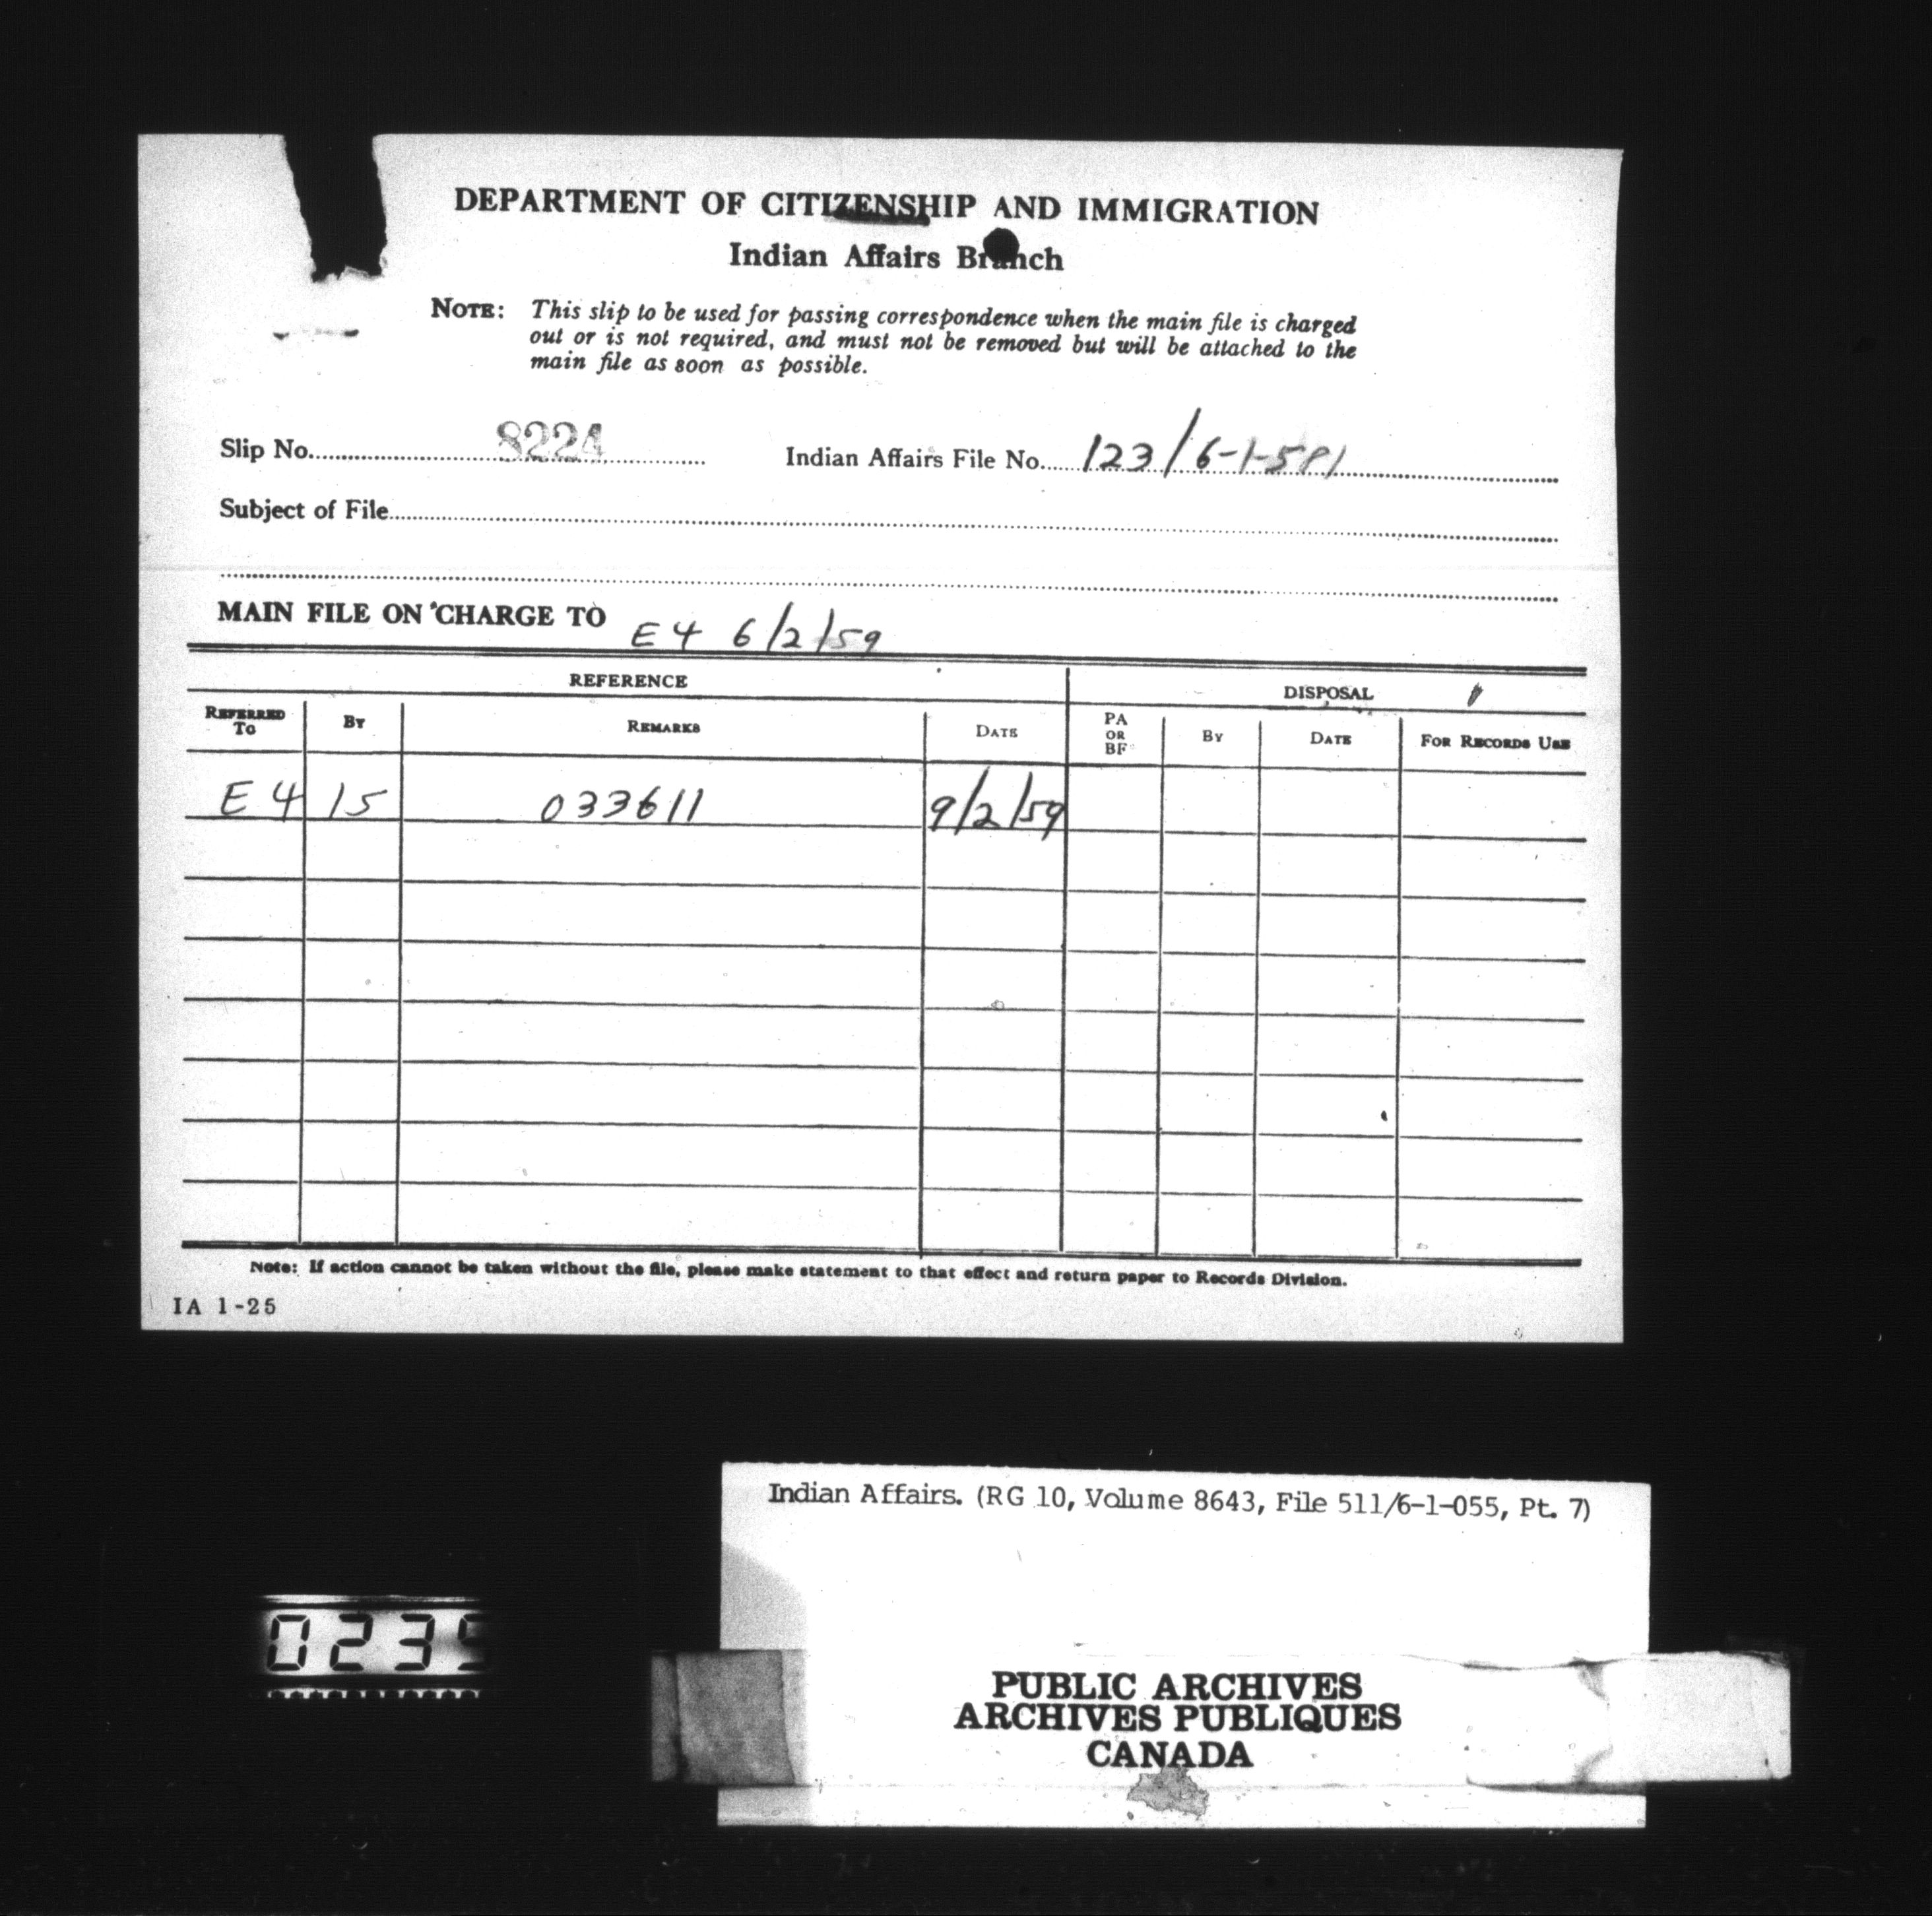 DEPARTMENT OF CITIZENSHIP AND IMMIGRATION
Indian Affairs Branch
NOTE: This slip to be used for passing correspondence when the main file is charged
out or is not required, and must not be removed but will be attached to the
main file as soon as possible.
Slip No. 8224 Indian Affairs File No. 123/6-1-581
Subject of File
MAIN FILE ON CHARGE TO E4 6/2/59
REFERENCE DISPOSAL
REFERRED TO BY REMARKS DATE PA OR BF BY DATE FOR RECORDS USE
E4 15 033611 9/2/59
Note: If action cannot be taken without the file, please make statement to that effect and return paper to Records Division.
IA 1-25
Indian Affairs. (RG 10, Volume 8643, File 511/6-1-055, Pt. 7)
023
PUBLIC ARCHIVES
ARCHIVES PUBLIQUES
CANADA